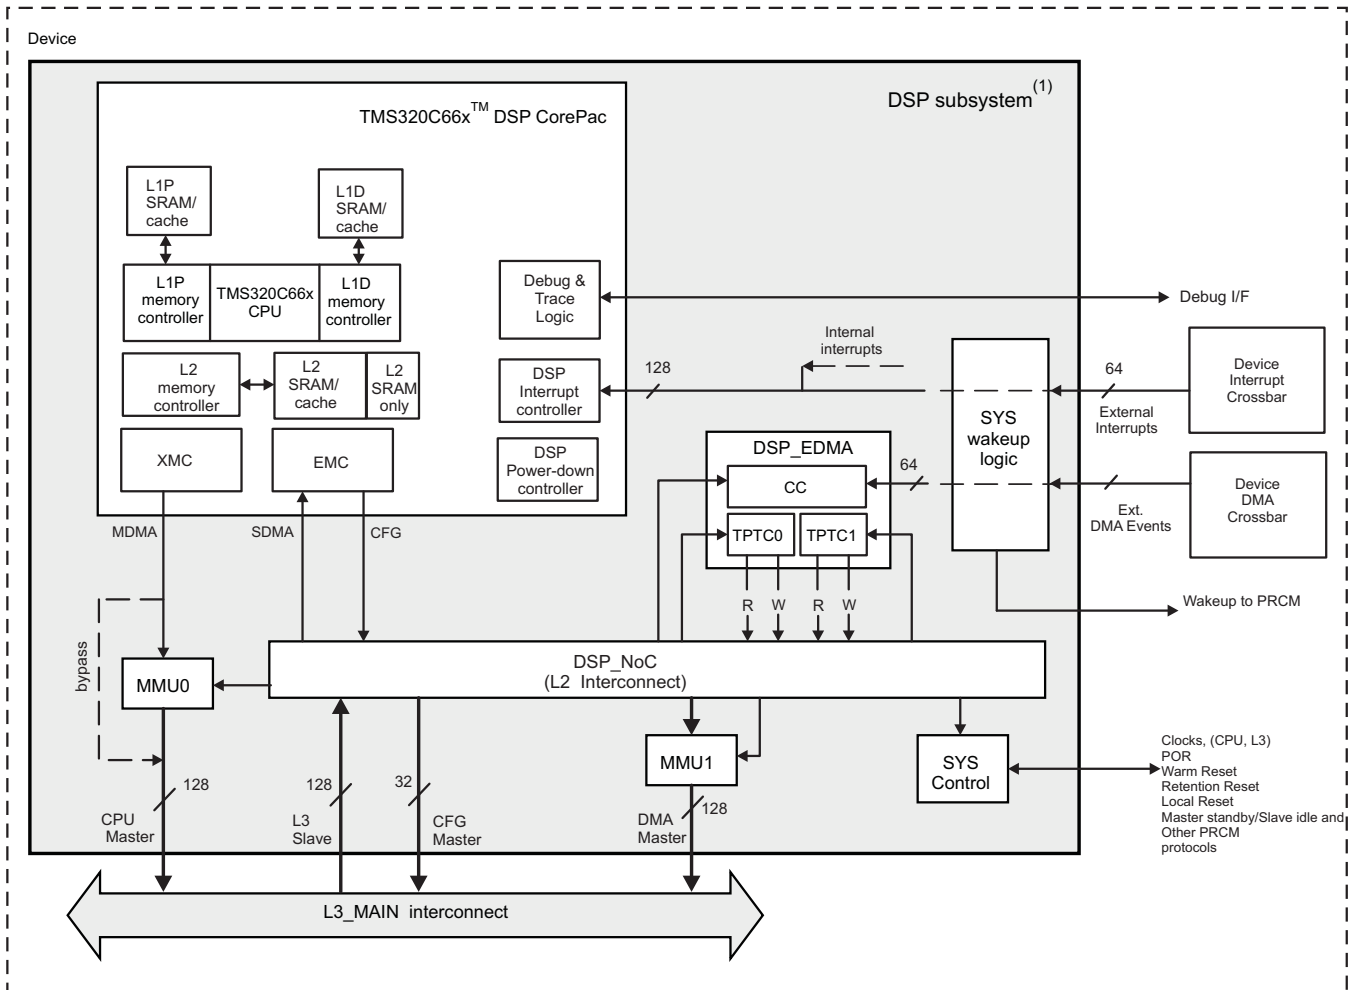 Device
DSP subsystem(1)
TMS320C66x™ DSP CorePac
L1P
SRAM/
cache
L1D
SRAM/
cache
L1P
memory
controller
TMS320C66x
CPU
L1D
memory
controller
L2
memory
controller
L2
SRAM/
cache
L2
SRAM
only
XMC
EMC
Debug &
Trace
Logic
DSP
Interrupt
controller
DSP
Power-down
controller
Debug I/F
Internal
interrupts
128
SYS
wakeup
logic
64
External
Interrupts
Device
Interrupt
Crossbar
DSP_EDMA
CC
64
TPTC0
TPTC1
Ext.
DMA Events
Device
DMA
Crossbar
MDMA
SDMA
CFG
R
W
R
W
Wakeup to PRCM
bypass
DSP_NoC
(L2 Interconnect)
MMU0
MMU1
SYS
Control
Clocks, (CPU, L3)
POR
Warm Reset
Retention Reset
Local Reset
Master standby/Slave idle and
Other PRCM
protocols
128
CPU
Master
128
L3
Slave
32
CFG
Master
128
DMA
Master
L3_MAIN interconnect